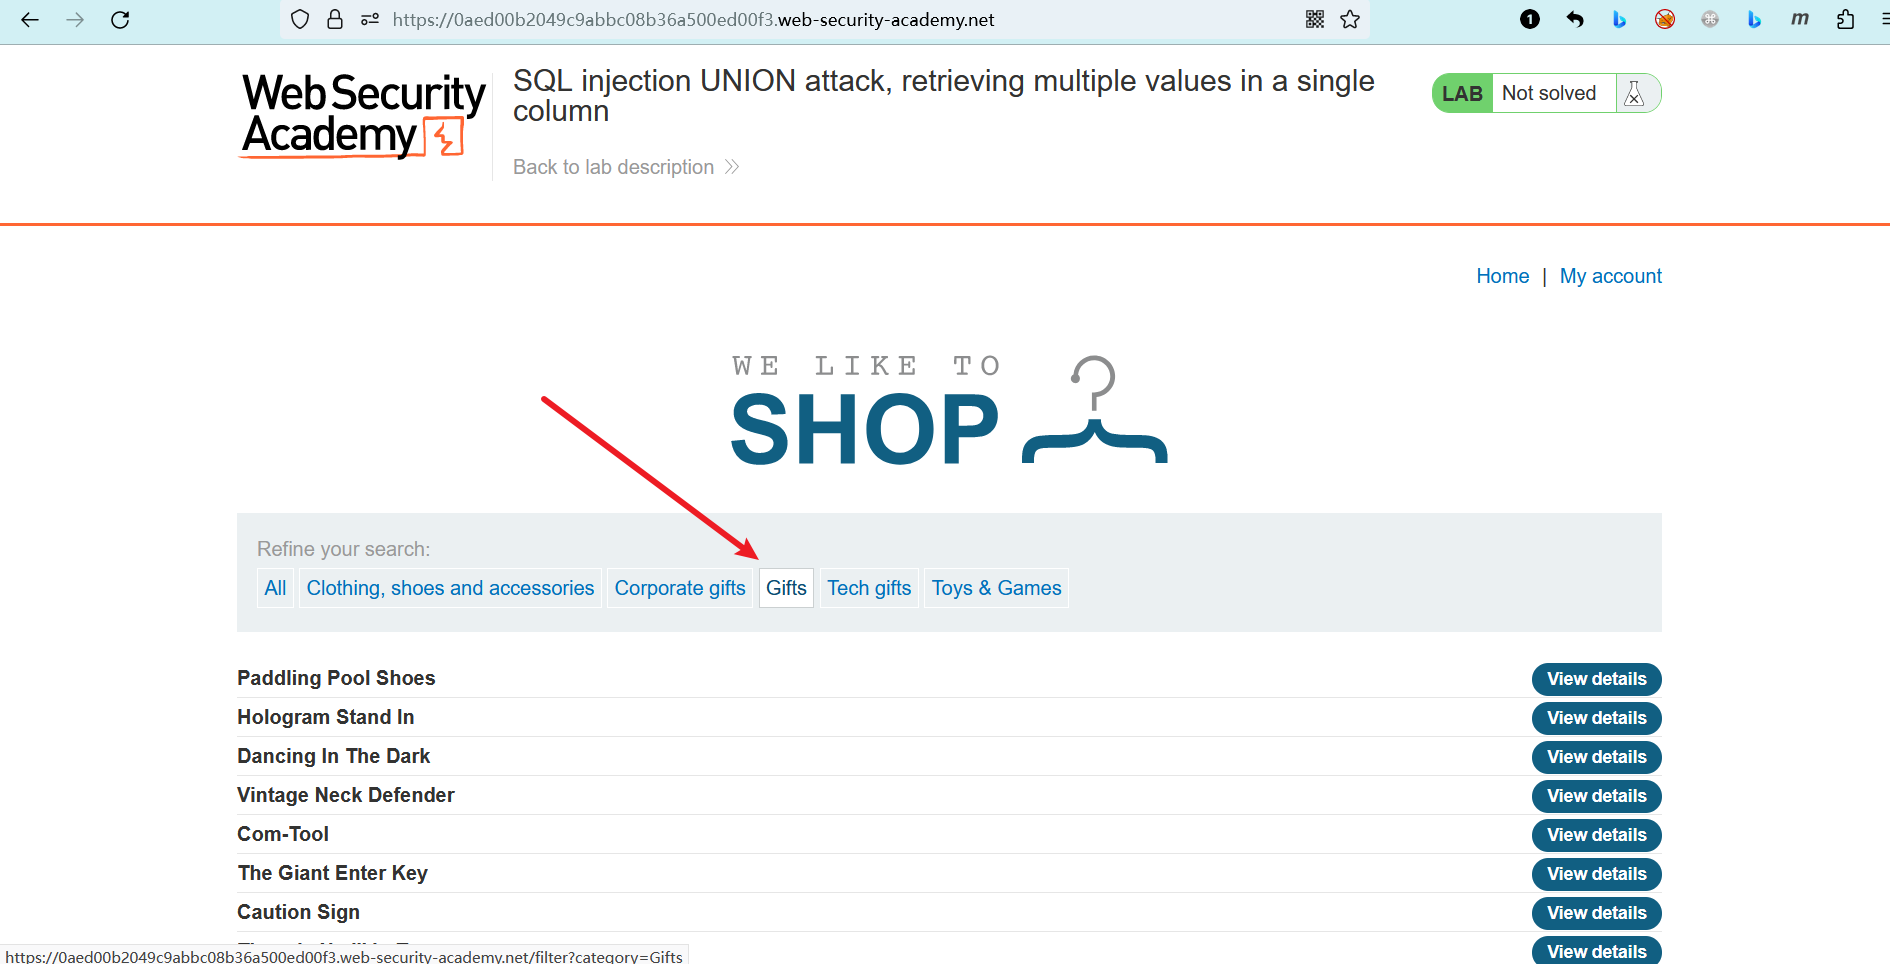 https://0aed00b2049c9abbc08b36a500ed00f3.web-security-academy.net
1
m
Web Security
Academy
SQL injection UNION attack, retrieving multiple values in a single
column
Back to lab description
LAB Not solved
Home | My account
WE LIKE TO
SHOP
Refine your search:
All Clothing, shoes and accessories Corporate gifts Gifts Tech gifts Toys & Games
Paddling Pool Shoes View details
Hologram Stand In View details
Dancing In The Dark View details
Vintage Neck Defender View details
Com-Tool View details
The Giant Enter Key View details
Caution Sign View details
View details
https://0aed00b2049c9abbc08b36a500ed00f3.web-security-academy.net/filter?category=Gifts